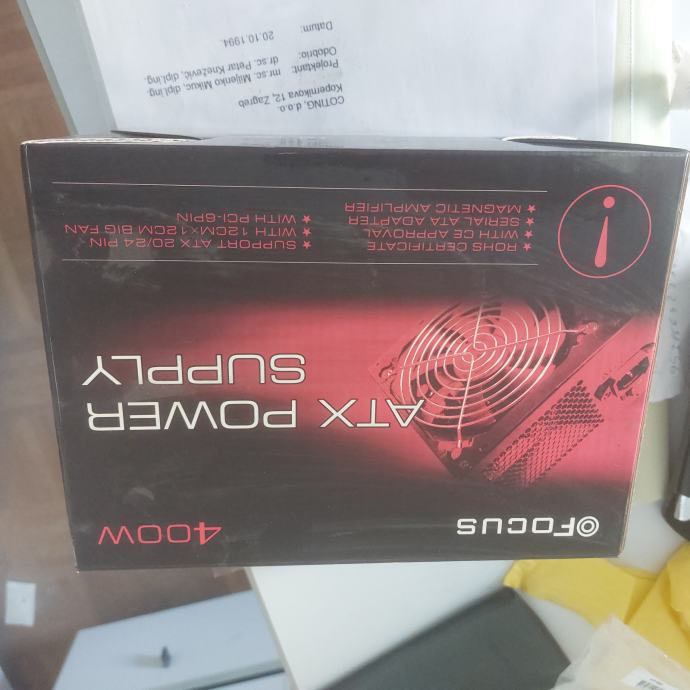 FOCUS
400W
ATX POWER
SUPPLY
★ ROHS CERTIFICATE
★ WITH CE APPROVAL
★ SERIAL ATA ADAPTER
★ MAGNETIC AMPLIFIER
★ SUPPORT ATX 20/24 PIN
★ WITH 12CM×12CM BIG FAN
★ WITH PCI-6PIN
i
COTING, d.o.o.
Kopernikova 12, Zagreb
Projektant: mr.sc. Miljenko Mikuc, dipl.ing.
Odobrio: dr.sc. Petar Knežević, dipl.ing.
Datum: 20.10.1994.